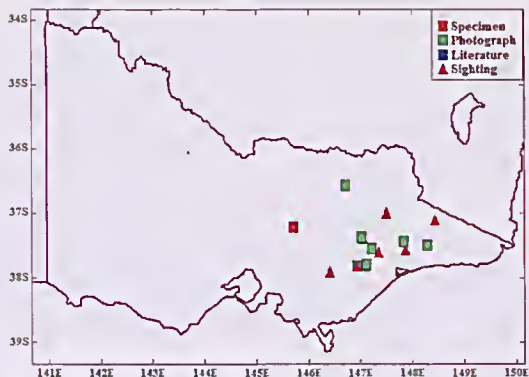 34S
35S
36S
37S
38S
39S
Specimen
Photograph
Literature
Sighting
141E 142E 143E 144E 145E 146E 147E 148E 149E 150E